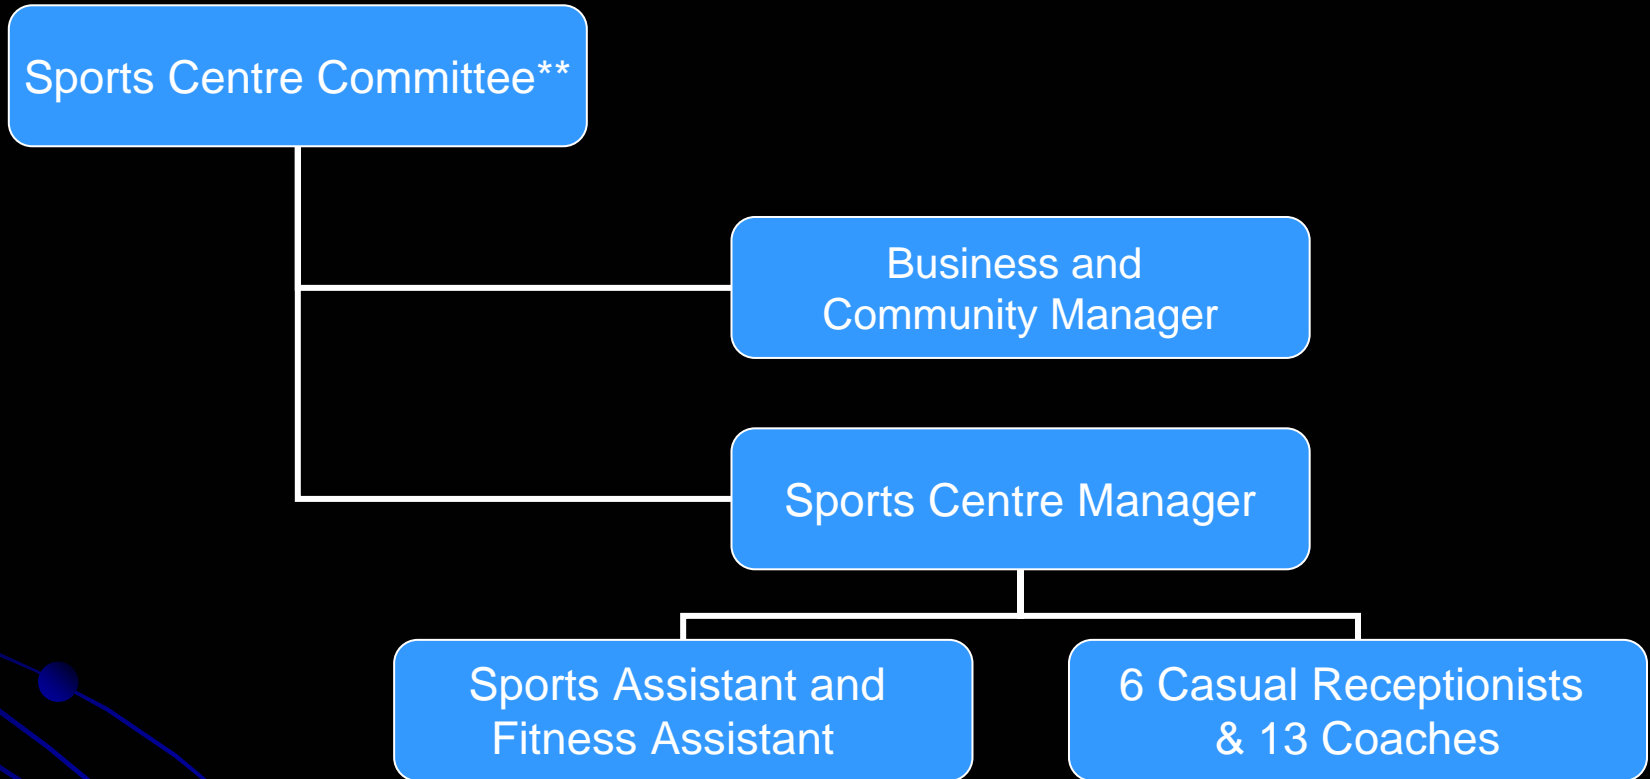 Sports Centre Committee**
Business and
Community Manager
Sports Centre Manager
Sports Assistant and
Fitness Assistant
6 Casual Receptionists
& 13 Coaches